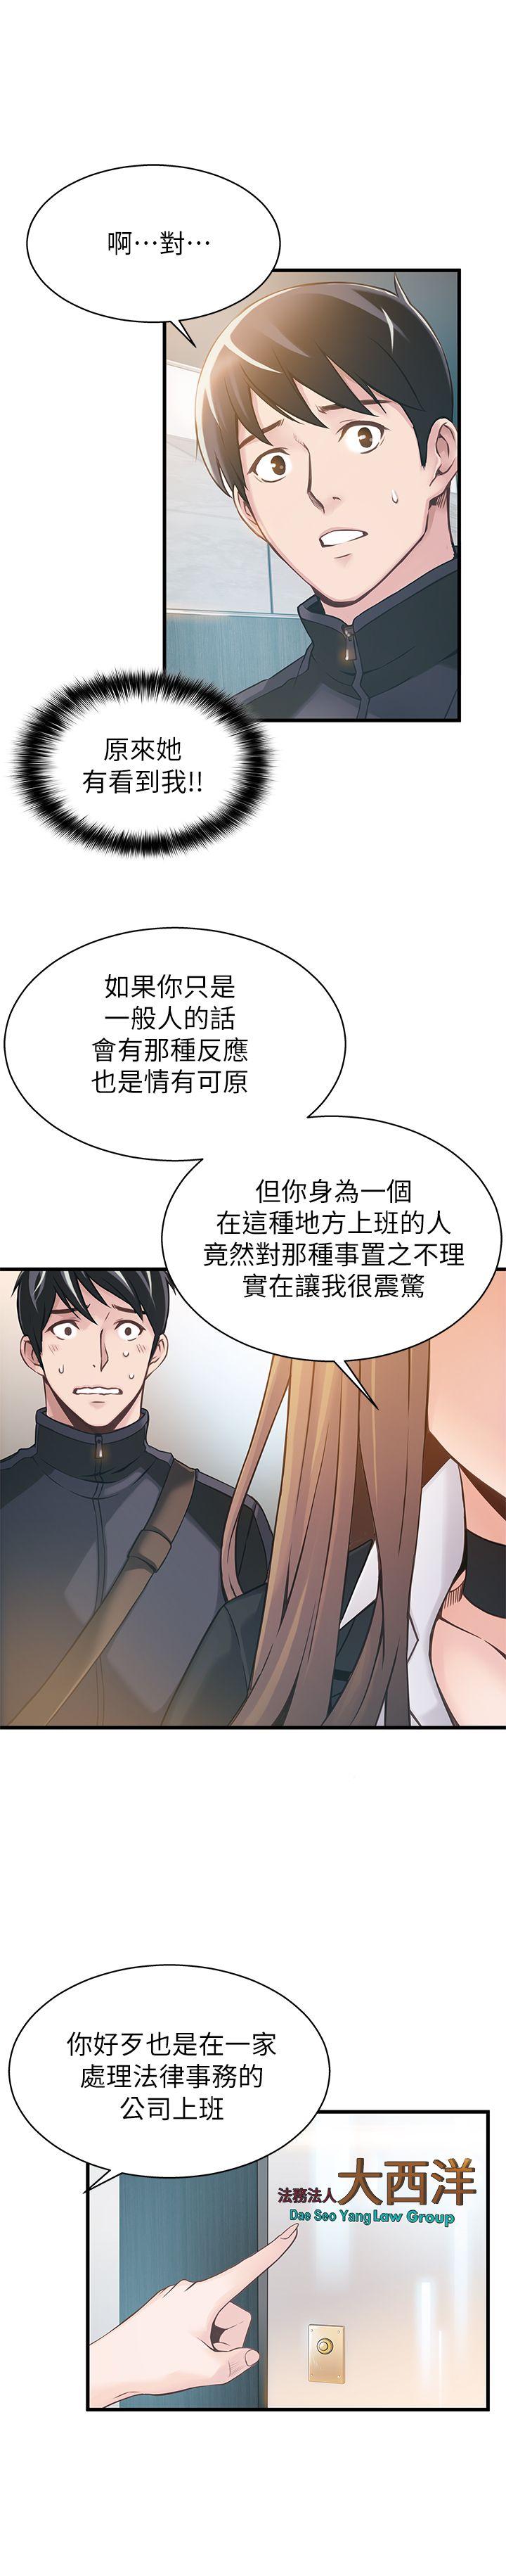 啊…對…
原來她
有看到我!!
如果你只是
一般人的話
會有那種反應
也是情有可原
但你身為一個
在這種地方上班的人
竟然對那種事置之不理
實在讓我很震驚
你好歹也是在一家
處理法律事務的
公司上班
法務法人 大西洋
Dae Seo Yang Law Group